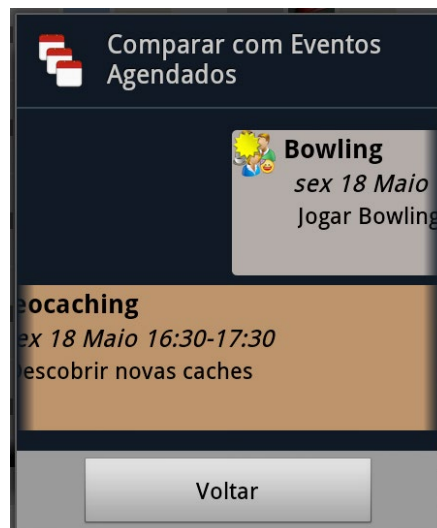 Comparar com Eventos
Agendados
Bowling
sex 18 Maio
Jogar Bowling
eocaching
ex 18 Maio 16:30-17:30
Descobrir novas caches
Voltar